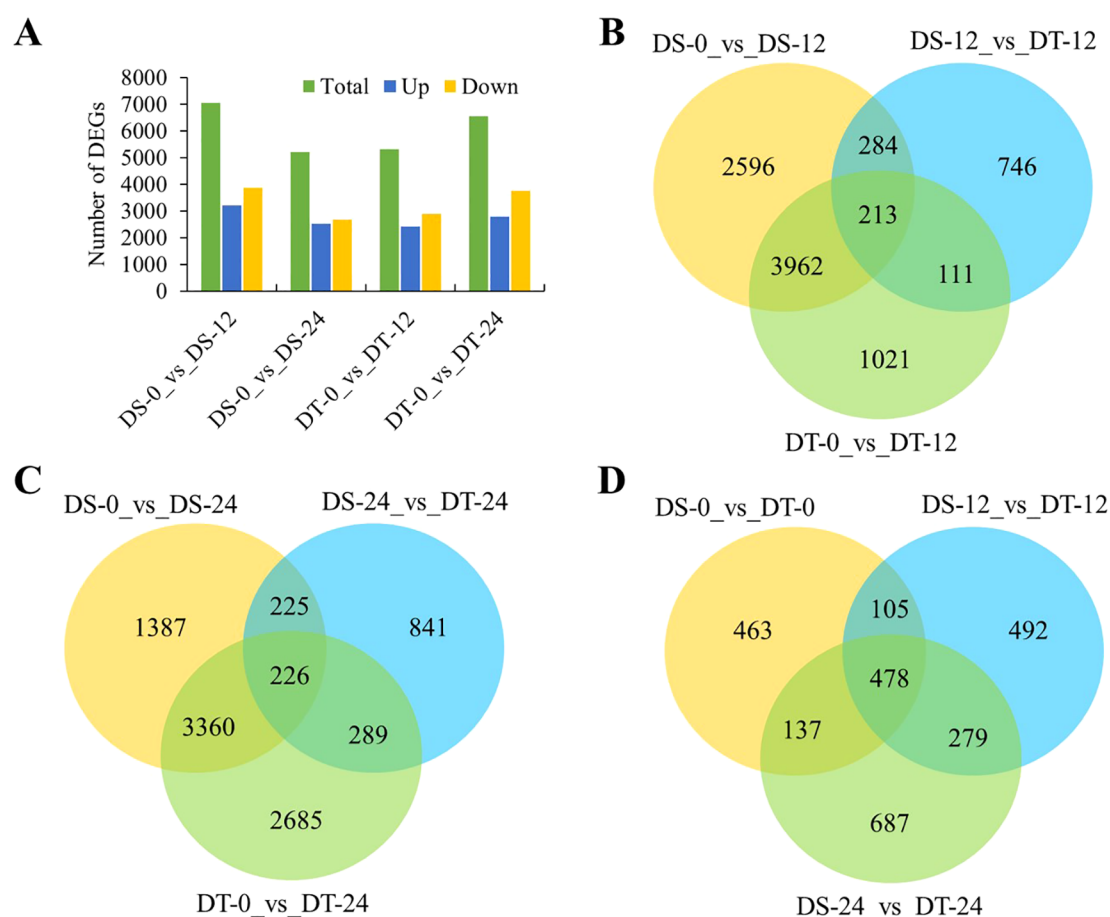 A
Total Up Down
Number of DEGs
8000
7000
6000
5000
4000
3000
2000
1000
0
DS-0_vs_DS-12
DS-0_vs_DS-24
DT-0_vs_DT-12
DT-0_vs_DT-24
B
DS-0_vs_DS-12
DS-12_vs_DT-12
2596
284
746
213
3962
111
1021
DT-0_vs_DT-12
C
DS-0_vs_DS-24
DS-24_vs_DT-24
1387
225
841
226
3360
289
2685
DT-0_vs_DT-24
D
DS-0_vs_DT-0
DS-12_vs_DT-12
463
105
492
478
137
279
687
DS-24_vs_DT-24